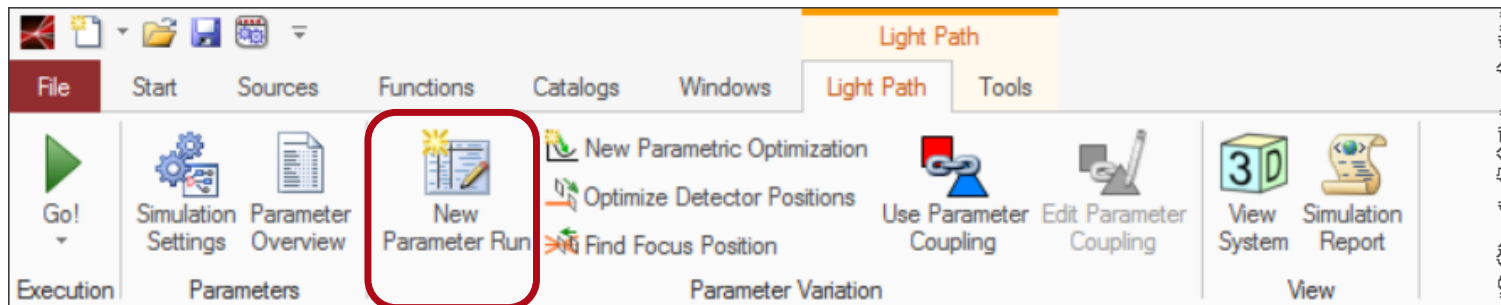 Light Path
File Start Sources Functions Catalogs Windows Light Path Tools
Go!
Simulation
Settings
Parameter
Overview
New
Parameter Run
New Parametric Optimization
Optimize Detector Positions
Find Focus Position
Use Parameter
Coupling
Edit Parameter
Coupling
3D
View
System
Simulation
Report
Execution Parameters Parameter Variation View